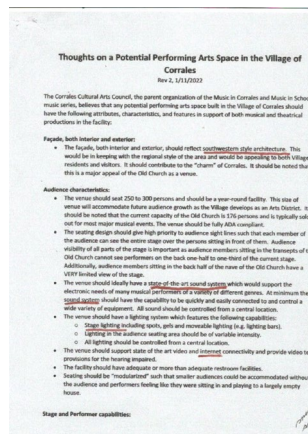 Thoughts on a Potential Performing Arts Space in the Village of
Corrales
Rev 2, 1/11/2022
The Corrales Cultural Arts Council, the parent organization of the Music in Corrales and Music in Schoo
music series, believes that any potential performing arts space built in the Village of Corrales should
have the following attributes, characteristics, and features in support of both musical and theatrical
productions in the facility:
Façade, both interior and exterior:
• The façade, both interior and exterior, should reflect southwestern style architecture. This
would be in keeping with the regional style of the area and would be appealing to both Village
residents and visitors. It should contribute to the "charm" of Corrales. It should be noted that
this is a major appeal of the Old Church as a venue.
Audience characteristics:
• The venue should seat 250 to 300 persons and should be a year-round facility. This size of
venue will accommodate future audience growth as the Village develops as an Arts District. It
should be noted that the current capacity of the Old Church is 176 persons and is typically sold
out for most major musical events. The venue should be fully ADA compliant.
• The seating design should give high priority to audience sight lines such that each member of
the audience can see the entire stage over the persons sitting in front of them. Audience
visibility of all parts of the stage is important as audience members sitting in the transepts of t
Old Church cannot see performers on the back one-half to one-third of the current stage.
Additionally, audience members sitting in the back half of the nave of the Old Church have a
VERY limited view of the stage.
• The venue should ideally have a state-of-the-art sound system which would support the
electronic needs of many musical performers of a variety of different genres. At minimum the
sound system should have the capability to be quickly and easily connected to and control a
wide variety of equipment. All sound should be controlled from a central location.
• The venue should have a lighting system which features the following capabilities:
o Stage lighting including spots, gels and moveable lighting (e.g. lighting bars).
o Lighting in the audience seating area should be of variable intensity.
o All lighting should be controlled from a central location.
• The venue should support state of the art video and internet connectivity and provide video te
provisions for the hearing impaired.
• The facility should have adequate or more than adequate restroom facilities.
• Seating should be "modularized" such that smaller audiences could be accommodated withou
the audience and performers feeling like they were sitting in and playing to a largely empty
house.
Stage and Performer capabilities: